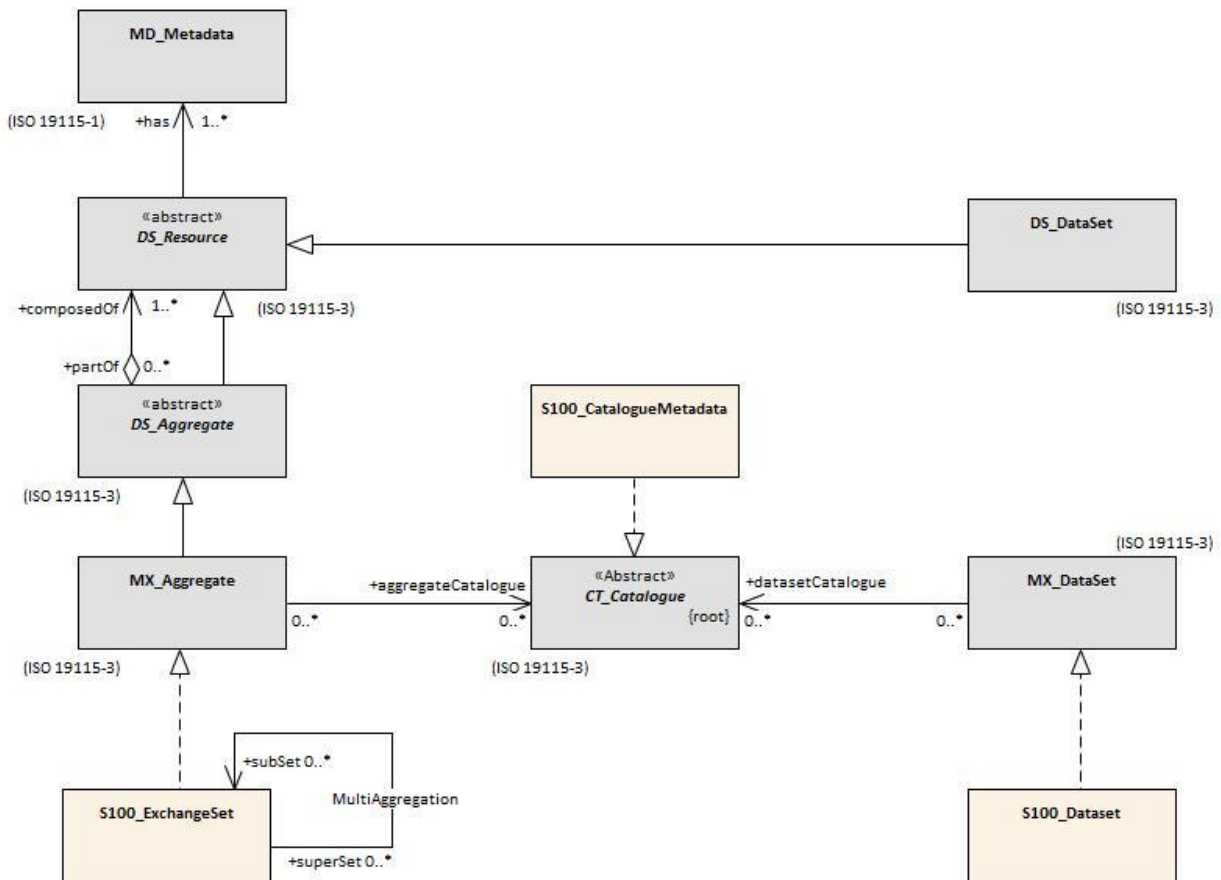 MD_Metadata
(ISO 19115-1)
+has
1..*
«abstract»
DS_Resource
DS_DataSet
+composedOf
1..*
(ISO 19115-3)
(ISO 19115-3)
+partOf
0..*
«abstract»
DS_Aggregate
S100_CatalogueMetadata
(ISO 19115-3)
(ISO 19115-3)
MX_Aggregate
+aggregateCatalogue
«Abstract»
CT_Catalogue
+datasetCatalogue
MX_DataSet
0..*
0..*
{root}
0..*
0..*
(ISO 19115-3)
(ISO 19115-3)
+subSet 0..*
MultiAggregation
S100_ExchangeSet
S100_Dataset
+superSet 0..*